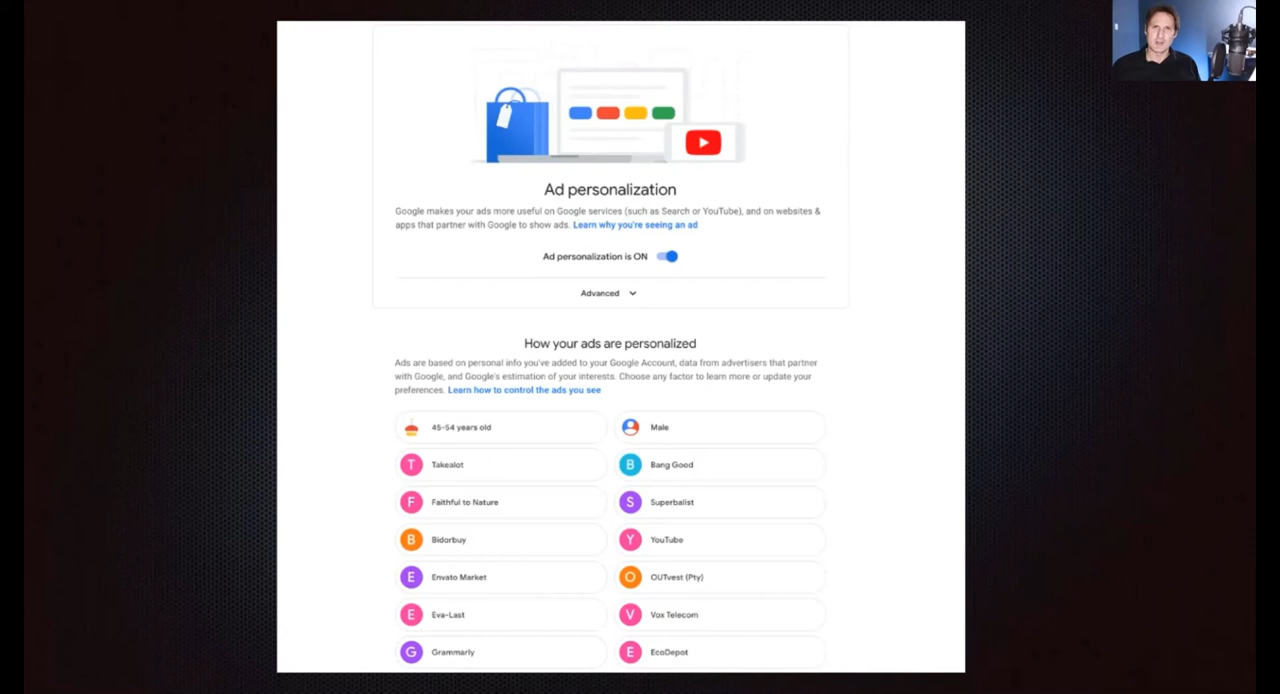 Ad personalization
Google makes your ads more useful on Google services (such as Search or YouTube), and on websites &
apps that partner with Google to show ads. Learn why you're seeing an ad
Ad personalization is ON
Advanced
How your ads are personalized
Ads are based on personal info you've added to your Google Account, data from advertisers that partner
with Google, and Google's estimation of your interests. Choose any factor to learn more or update your
preferences. Learn how to control the ads you see
45-54 years old
Male
T Takealot
B Bang Good
F Faithful to Nature
S Superbalist
B Bidorbuy
Y YouTube
E Envato Market
O OUTvest (Pty)
E Eva-Last
V Vox Telecom
G Grammarly
E EcoDepot